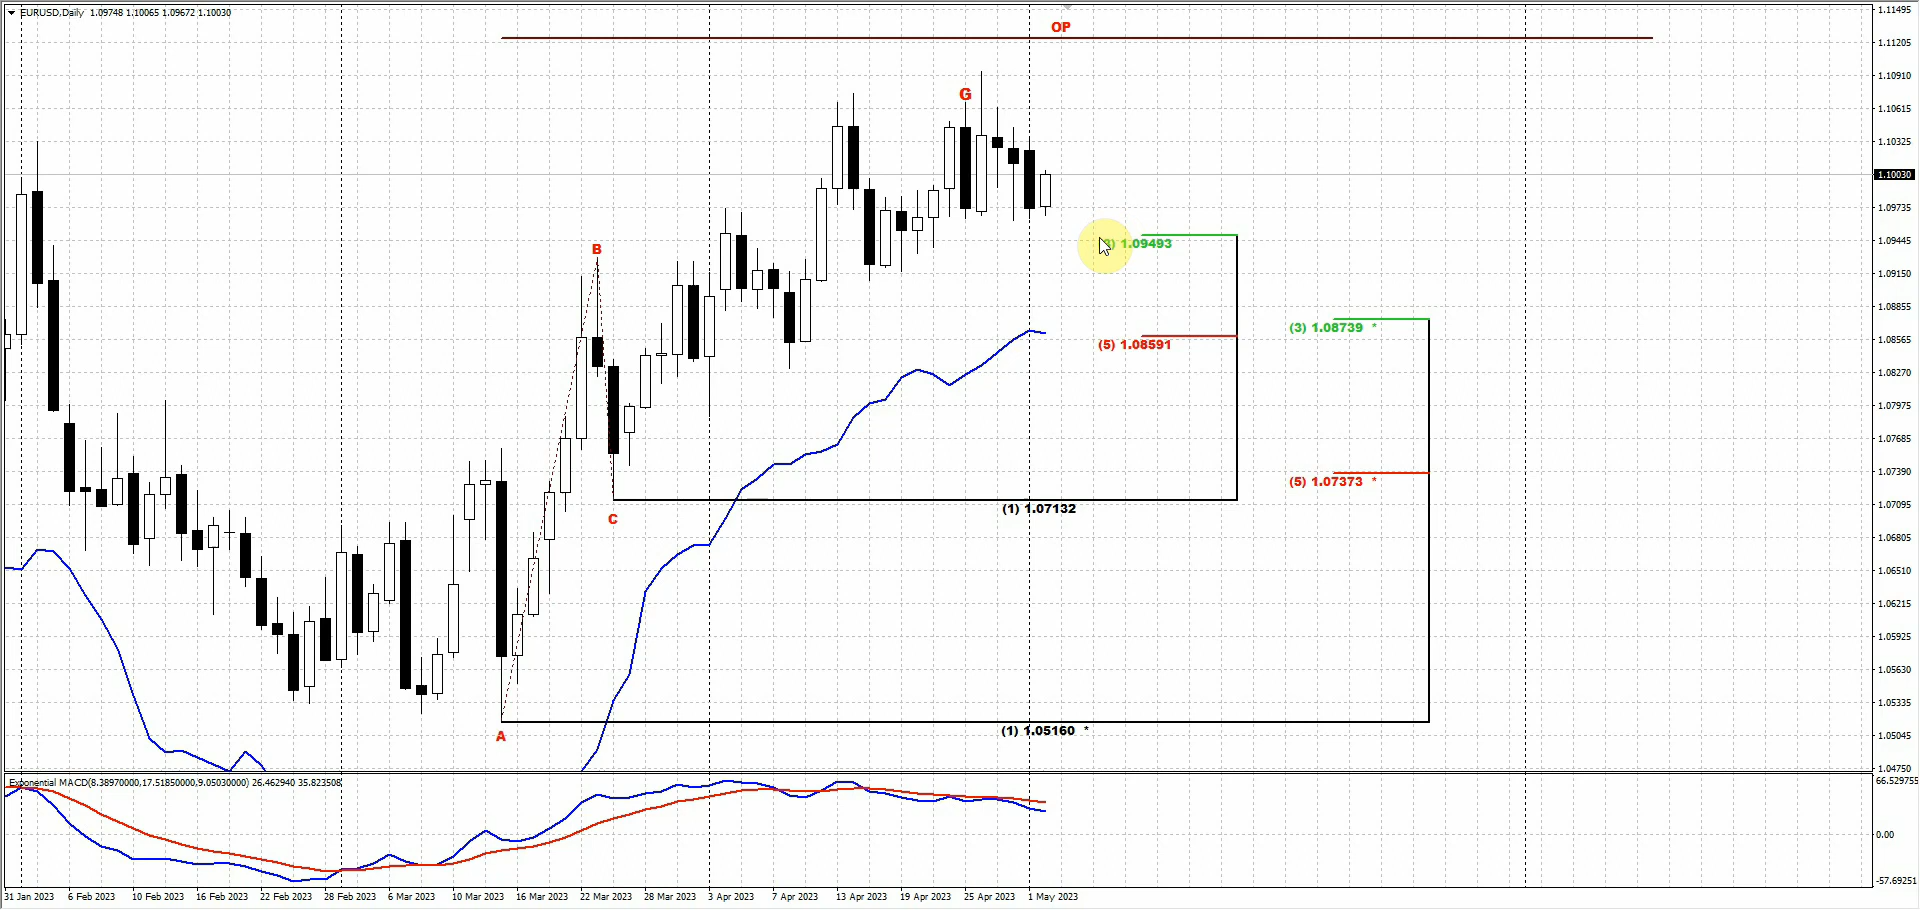 EURUSD,Daily 1.09748 1.10065 1.09672 1.10030
OP
G
B
C
A
1.09493
(5) 1.08591
(3) 1.08739 *
(5) 1.07373 *
(1) 1.07132
(1) 1.05160 *
1.11495
1.11205
1.10910
1.10615
1.10325
1.10030
1.09735
1.09445
1.09150
1.08855
1.08565
1.08270
1.07975
1.07685
1.07390
1.07095
1.06805
1.06510
1.06215
1.05925
1.05630
1.05335
1.05045
1.04750
Exponential MACD(8.38970000,17.51850000,9.05030000) 26.462940 35.823508
66.529755
0.00
-57.69251
31 Jan 2023 6 Feb 2023 10 Feb 2023 16 Feb 2023 22 Feb 2023 28 Feb 2023 6 Mar 2023 10 Mar 2023 16 Mar 2023 22 Mar 2023 28 Mar 2023 3 Apr 2023 7 Apr 2023 13 Apr 2023 19 Apr 2023 25 Apr 2023 1 May 2023